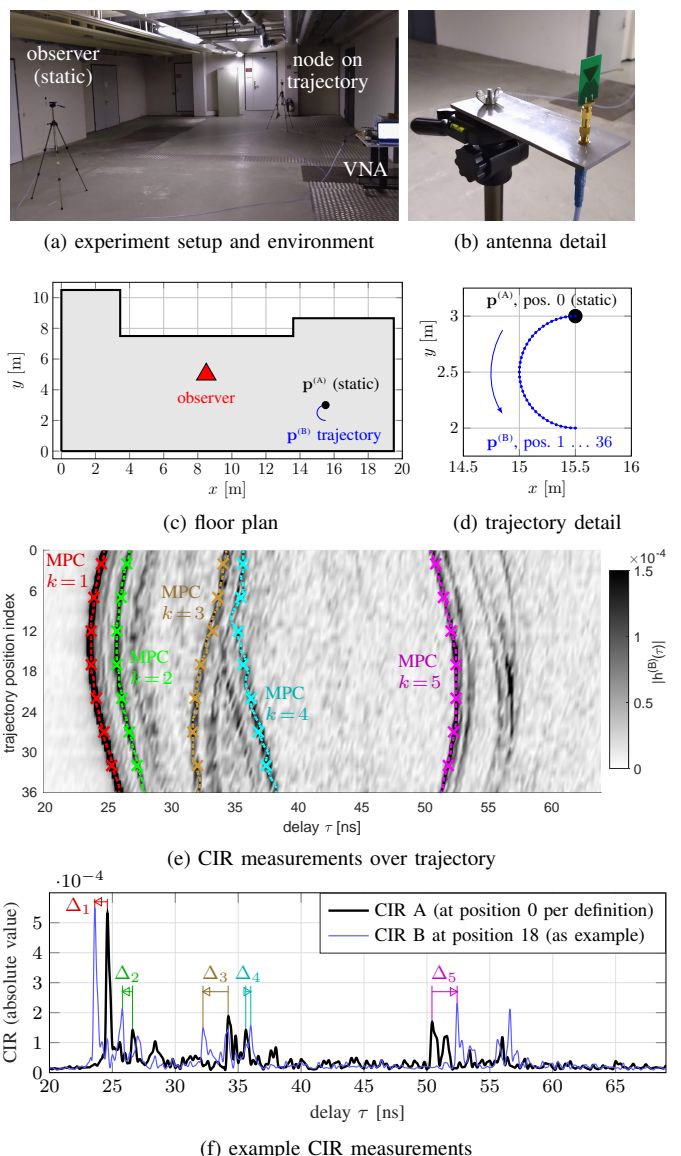 observer
(static)
node on
trajectory
VNA
(a) experiment setup and environment
(b) antenna detail
10
8
6
4
2
0
y [m]
observer
p(A) (static)
p(B) trajectory
0 2 4 6 8 10 12 14 16 18 20
x [m]
(c) floor plan
3
2.5
2
y [m]
p(A), pos. 0 (static)
p(B), pos. 1 … 36
14.5 15 15.5 16
x [m]
(d) trajectory detail
0
6
12
18
24
30
36
trajectory position index
MPC
k=1
MPC
k=2
MPC
k=3
MPC
k=4
MPC
k=5
20 25 30 35 40 45 50 55 60
delay τ [ns]
×10-4
1.5
1
0.5
0
|h(B)(τ)|
(e) CIR measurements over trajectory
·10−4
5
4
3
2
1
0
CIR (absolute value)
Δ1
Δ2
Δ3
Δ4
Δ5
CIR A (at position 0 per definition)
CIR B at position 18 (as example)
20 25 30 35 40 45 50 55 60 65
delay τ [ns]
(f) example CIR measurements